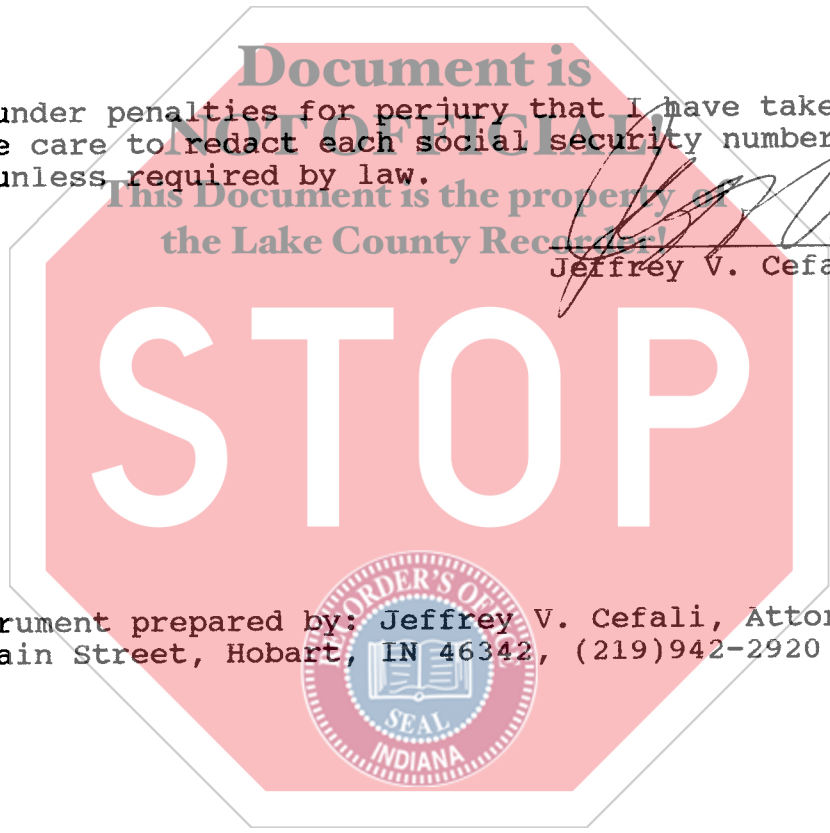 Document is
under penalties for perjury that I have take
NOT OFFICIAL!
e care to redact each social security number
unless required by law.
This Document is the property of
the Lake County Recorder!
Jeffrey V. Cefa
STOP
RECORDER'S OFFICE
rument prepared by: Jeffrey V. Cefali, Attor
ain Street, Hobart, IN 46342, (219)942-2920
SEAL
INDIANA